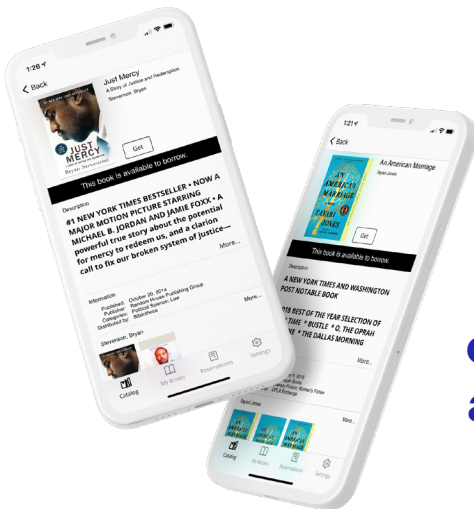 1:26
Back
Just Mercy
A Story of Justice and Redemption
Stevenson, Bryan
JUST
MERCY
Bryan Stevenson
Get
This book is available to borrow.
Description
#1 NEW YORK TIMES BESTSELLER • NOW A
MAJOR MOTION PICTURE STARRING
MICHAEL B. JORDAN AND JAMIE FOXX • A
powerful true story about the potential
for mercy to redeem us, and a clarion
call to fix our broken system of justice—
More...
Information
Published: October 20, 2014
Publisher: Random House Publishing Group
Categories: Political Science, Law
Distributed by: Bibliotheca
More...
Stevenson, Bryan
Catalog
My Books
Reservations
Settings
1:21
Back
An American Marriage
Tayari Jones
AN
AMERICAN
MARRIAGE
TAYARI
JONES
Get
This book is available to borrow.
Description
A NEW YORK TIMES AND WASHINGTON
POST NOTABLE BOOK
2018 BEST OF THE YEAR SELECTION OF
TIME * BUSTLE * O, THE OPRAH
* THE DALLAS MORNING
More...
Women's Fiction
DPLA Exchange
More...
Tayari Jones
Catalog
My Books
Reservations
Settings